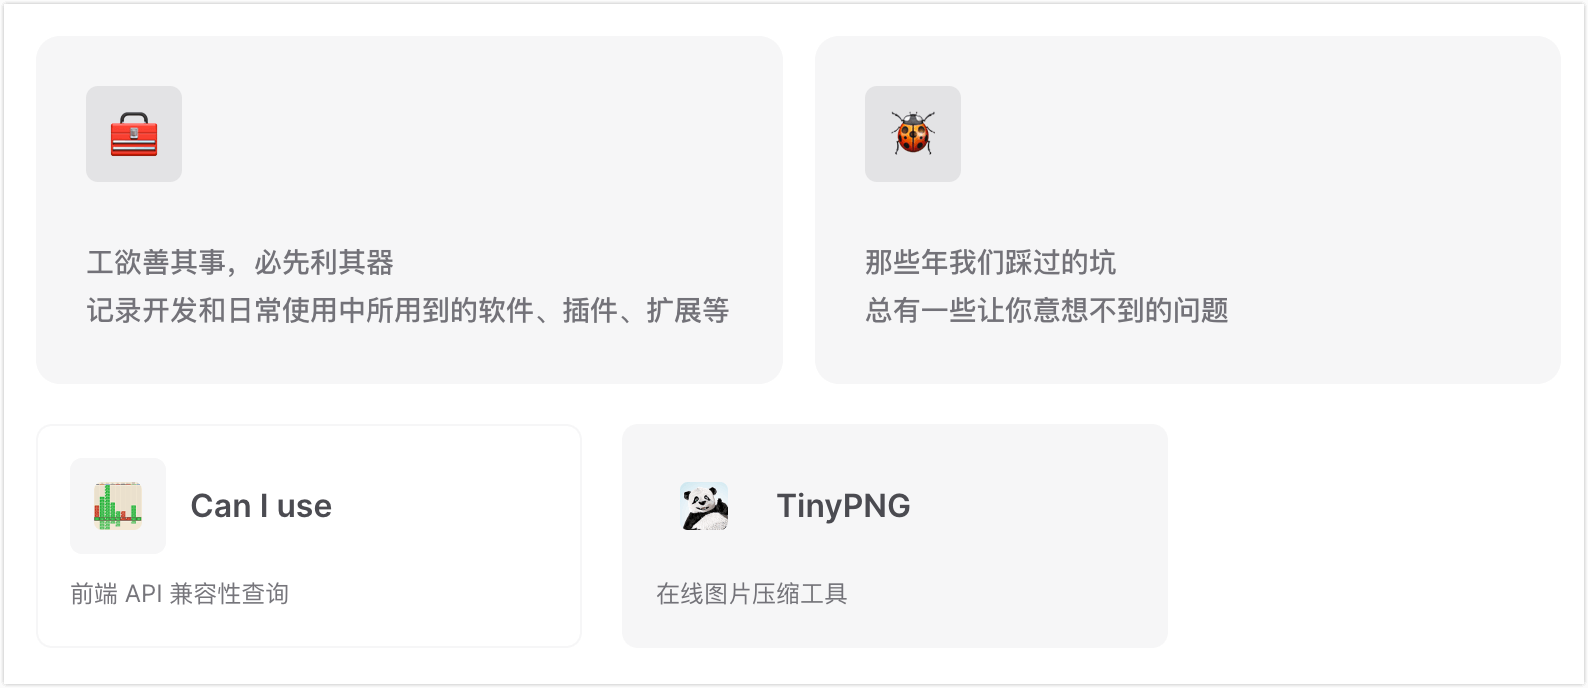 工欲善其事，必先利其器
记录开发和日常使用中所用到的软件、插件、扩展等
那些年我们踩过的坑
总有一些让你意想不到的问题
Can I use
前端 API 兼容性查询
TinyPNG
在线图片压缩工具